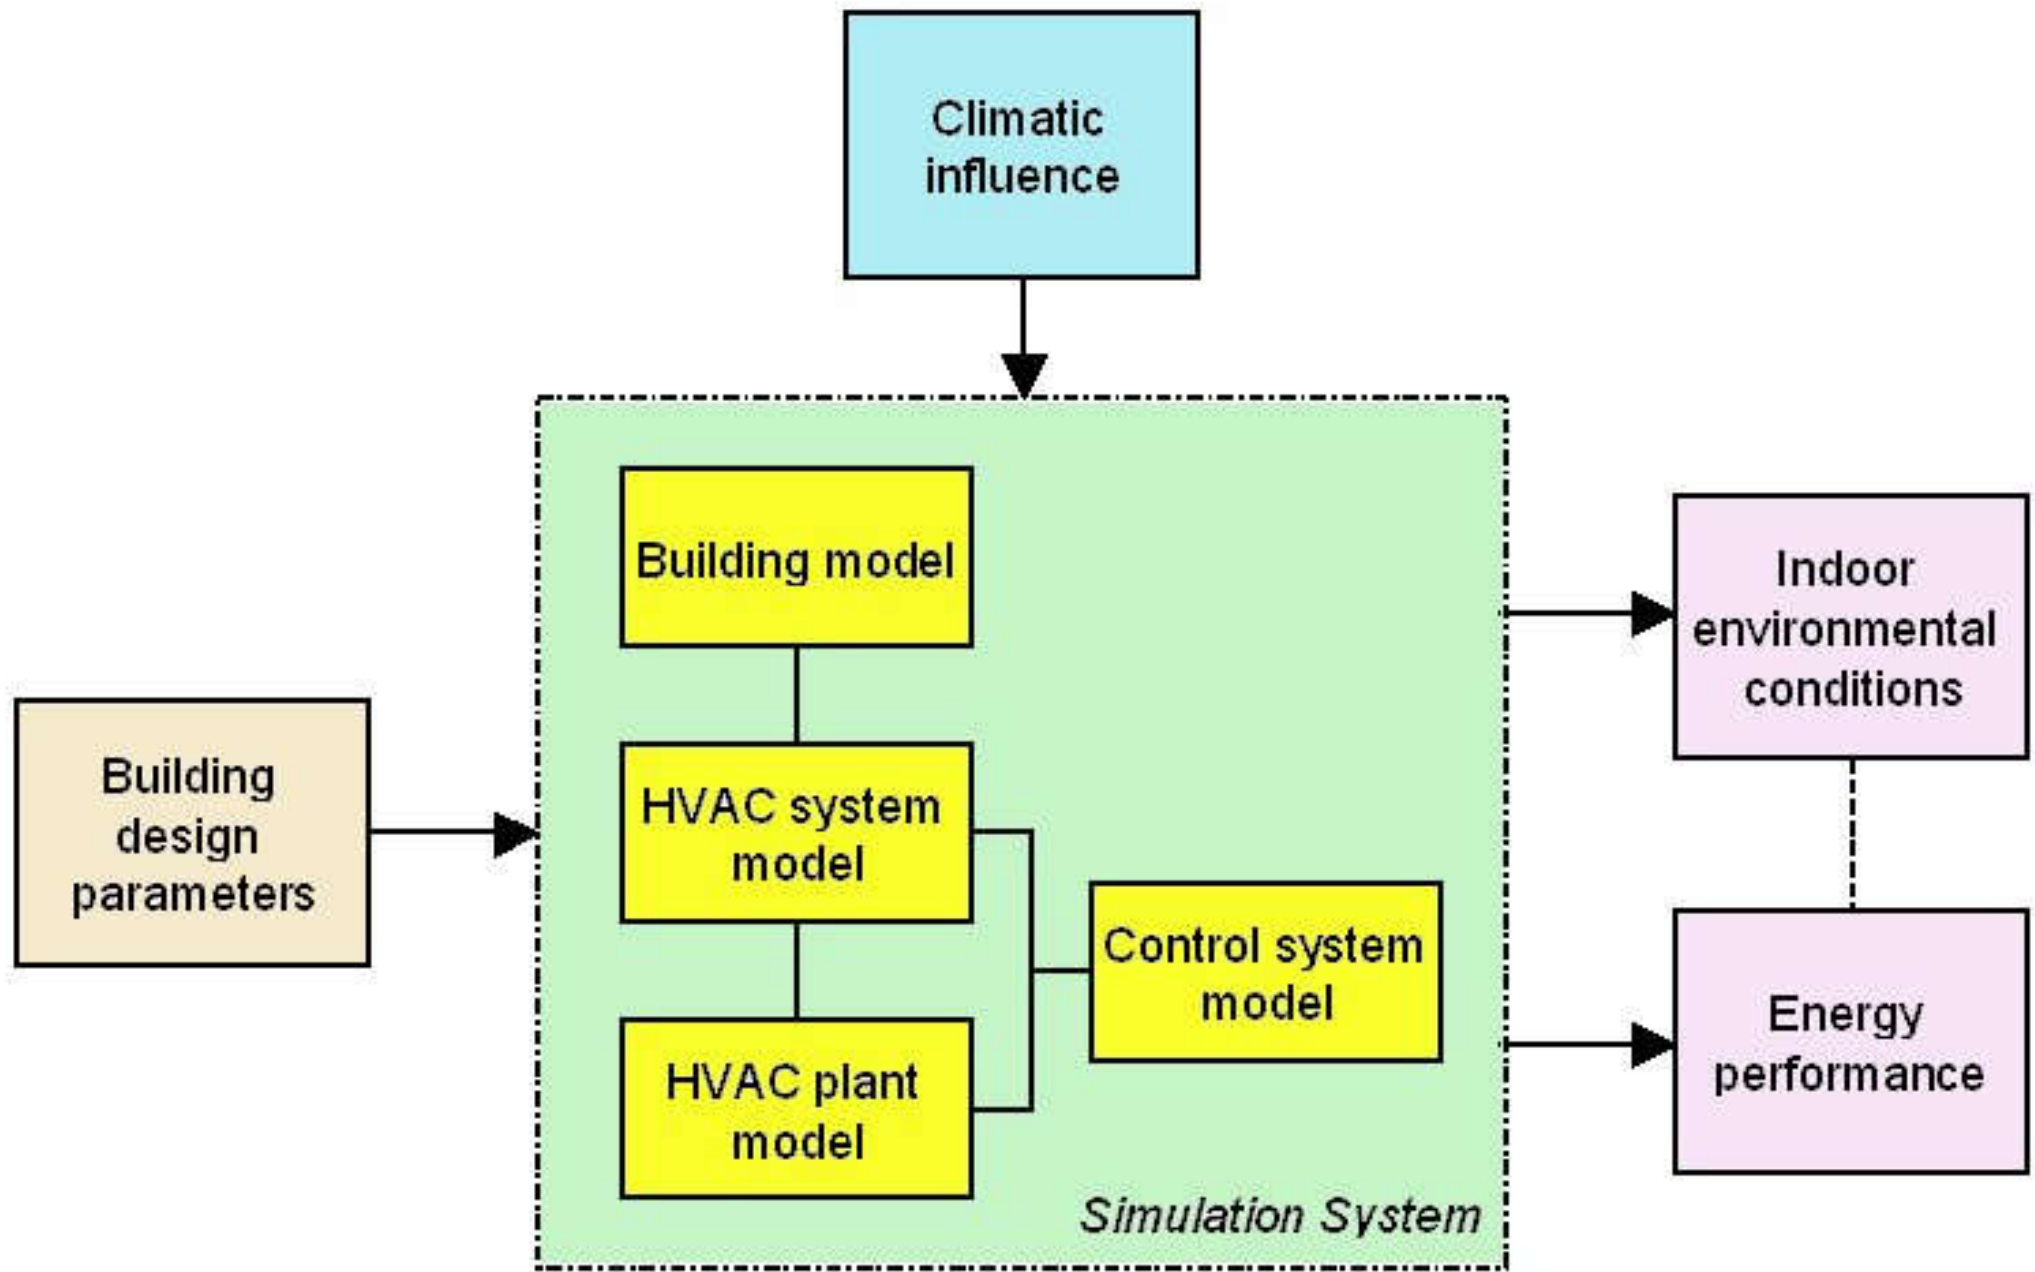 Climatic
influence
Building model
Indoor
environmental
conditions
Building
design
parameters
HVAC system
model
Control system
model
HVAC plant
model
Energy
performance
Simulation System